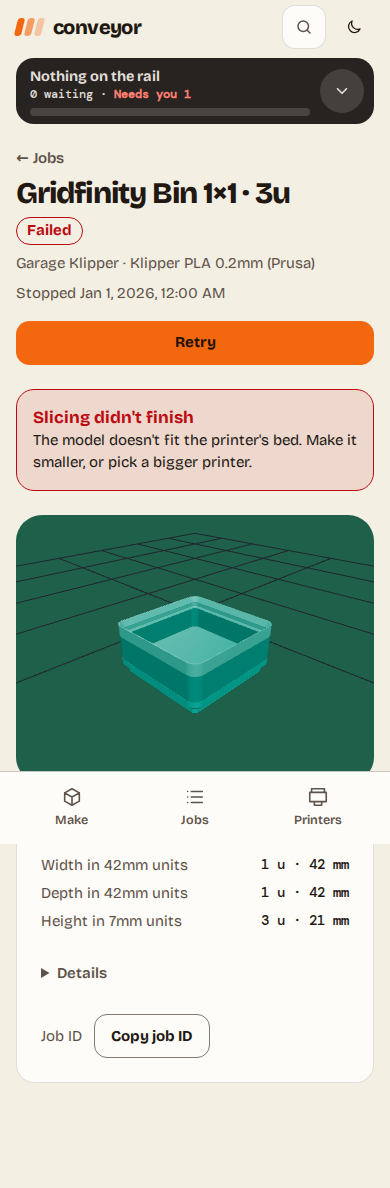 conveyor
Nothing on the rail
0 waiting · Needs you 1
← Jobs
Gridfinity Bin 1×1 · 3u
Failed
Garage Klipper · Klipper PLA 0.2mm (Prusa)
Stopped Jan 1, 2026, 12:00 AM
Retry
Slicing didn't finish
The model doesn't fit the printer's bed. Make it
smaller, or pick a bigger printer.
Make Jobs Printers
Width in 42mm units 1 u · 42 mm
Depth in 42mm units 1 u · 42 mm
Height in 7mm units 3 u · 21 mm
▶ Details
Job ID Copy job ID